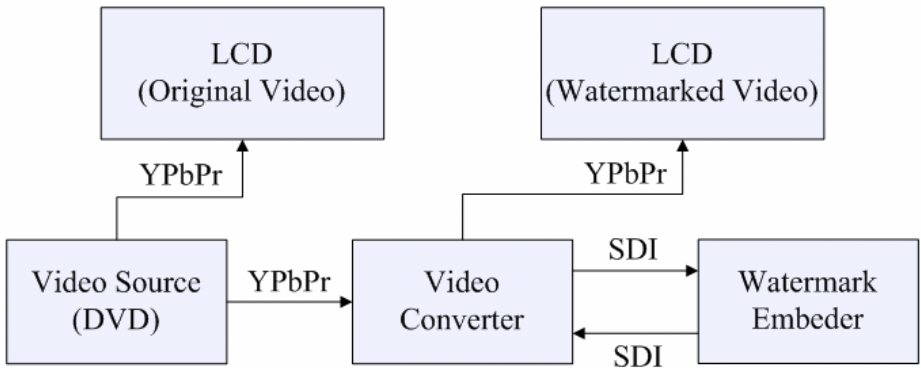 LCD
(Original Video)
LCD
(Watermarked Video)
YPbPr
YPbPr
Video Source
(DVD)
YPbPr
Video
Converter
SDI
SDI
Watermark
Embeder